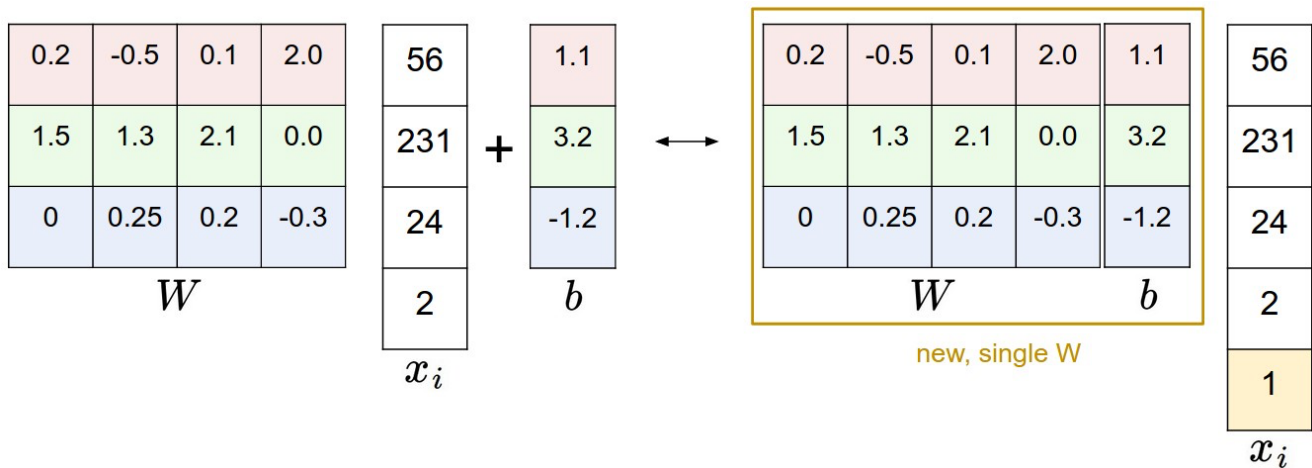 0.2 -0.5 0.1 2.0 56 1.1 0.2 -0.5 0.1 2.0 1.1 56
1.5 1.3 2.1 0.0 231 + 3.2 ↔ 1.5 1.3 2.1 0.0 3.2 231
0 0.25 0.2 -0.3 24 -1.2 0 0.25 0.2 -0.3 -1.2 24
W 2 b W b 2
x_i new, single W 1
x_i